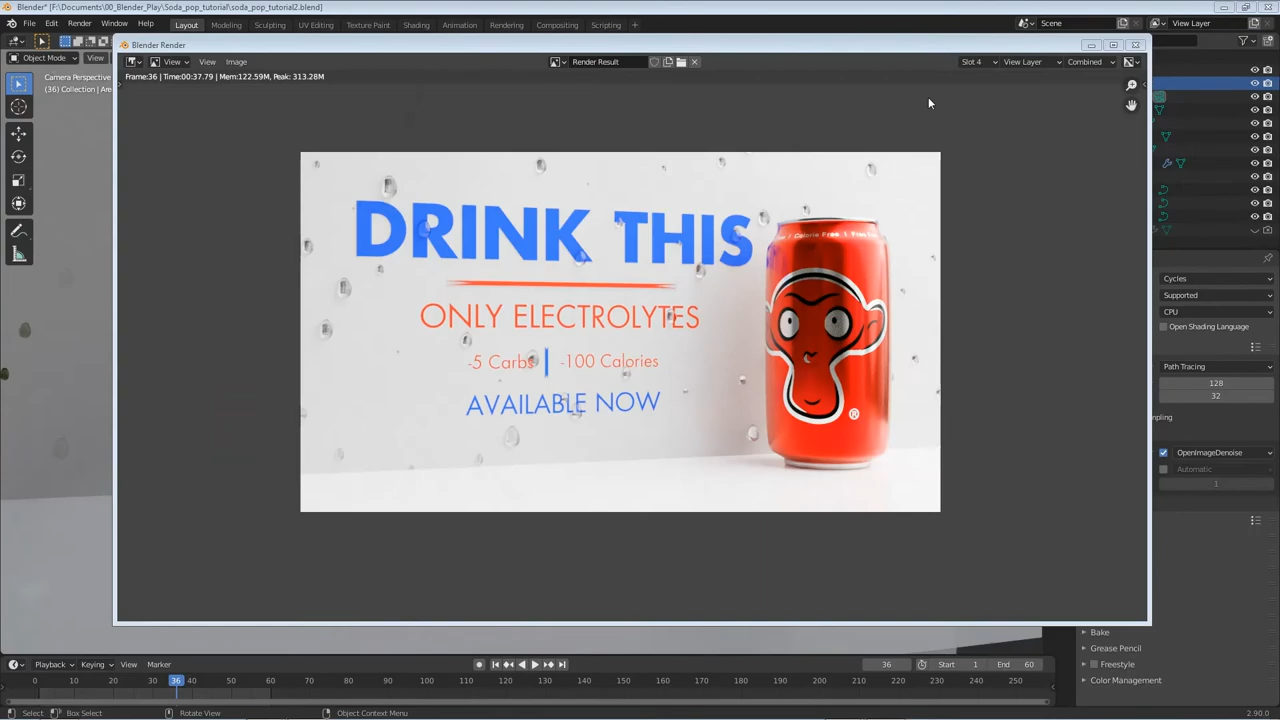 Blender* [F:\Documents\00_Blender_Play\Soda_pop_tutorial\soda_pop_tutorial2.blend]
File Edit Render Window Help Layout Modeling Sculpting UV Editing Texture Paint Shading Animation Rendering Compositing Scripting + Scene View Layer
Blender Render
Object Mode View
View View Image Render Result Slot 4 View Layer Combined
Frame:36 | Time:00:37.79 | Mem:122.59M, Peak: 313.28M
Camera Perspective
(36) Collection | Are
DRINK THIS
Calorie Free
ONLY ELECTROLYTES
-5 Carbs | -100 Calories
AVAILABLE NOW
®
Cycles
Supported
CPU
Open Shading Language
Path Tracing
128
32
OpenImageDenoise
Automatic
1
Bake
Grease Pencil
Freestyle
Color Management
Playback Keying View Marker 36 Start 1 End 60
0 10 20 30 36 40 50 60 70 80 90 100 110 120 130 140 150 160 170 180 190 200 210 220 230 240 250
Select Box Select Rotate View Object Context Menu 2.90.0